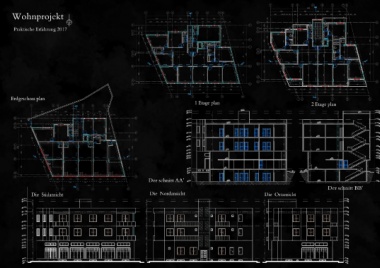 Wohnprojekt
Praktische Erfahrung 2017
Erdgeschoss plan
1 Etage plan
2 Etage plan
Der schnitt AA'
Der schnitt BB'
Die Südansicht
Die Nordansicht
Die Ostansicht